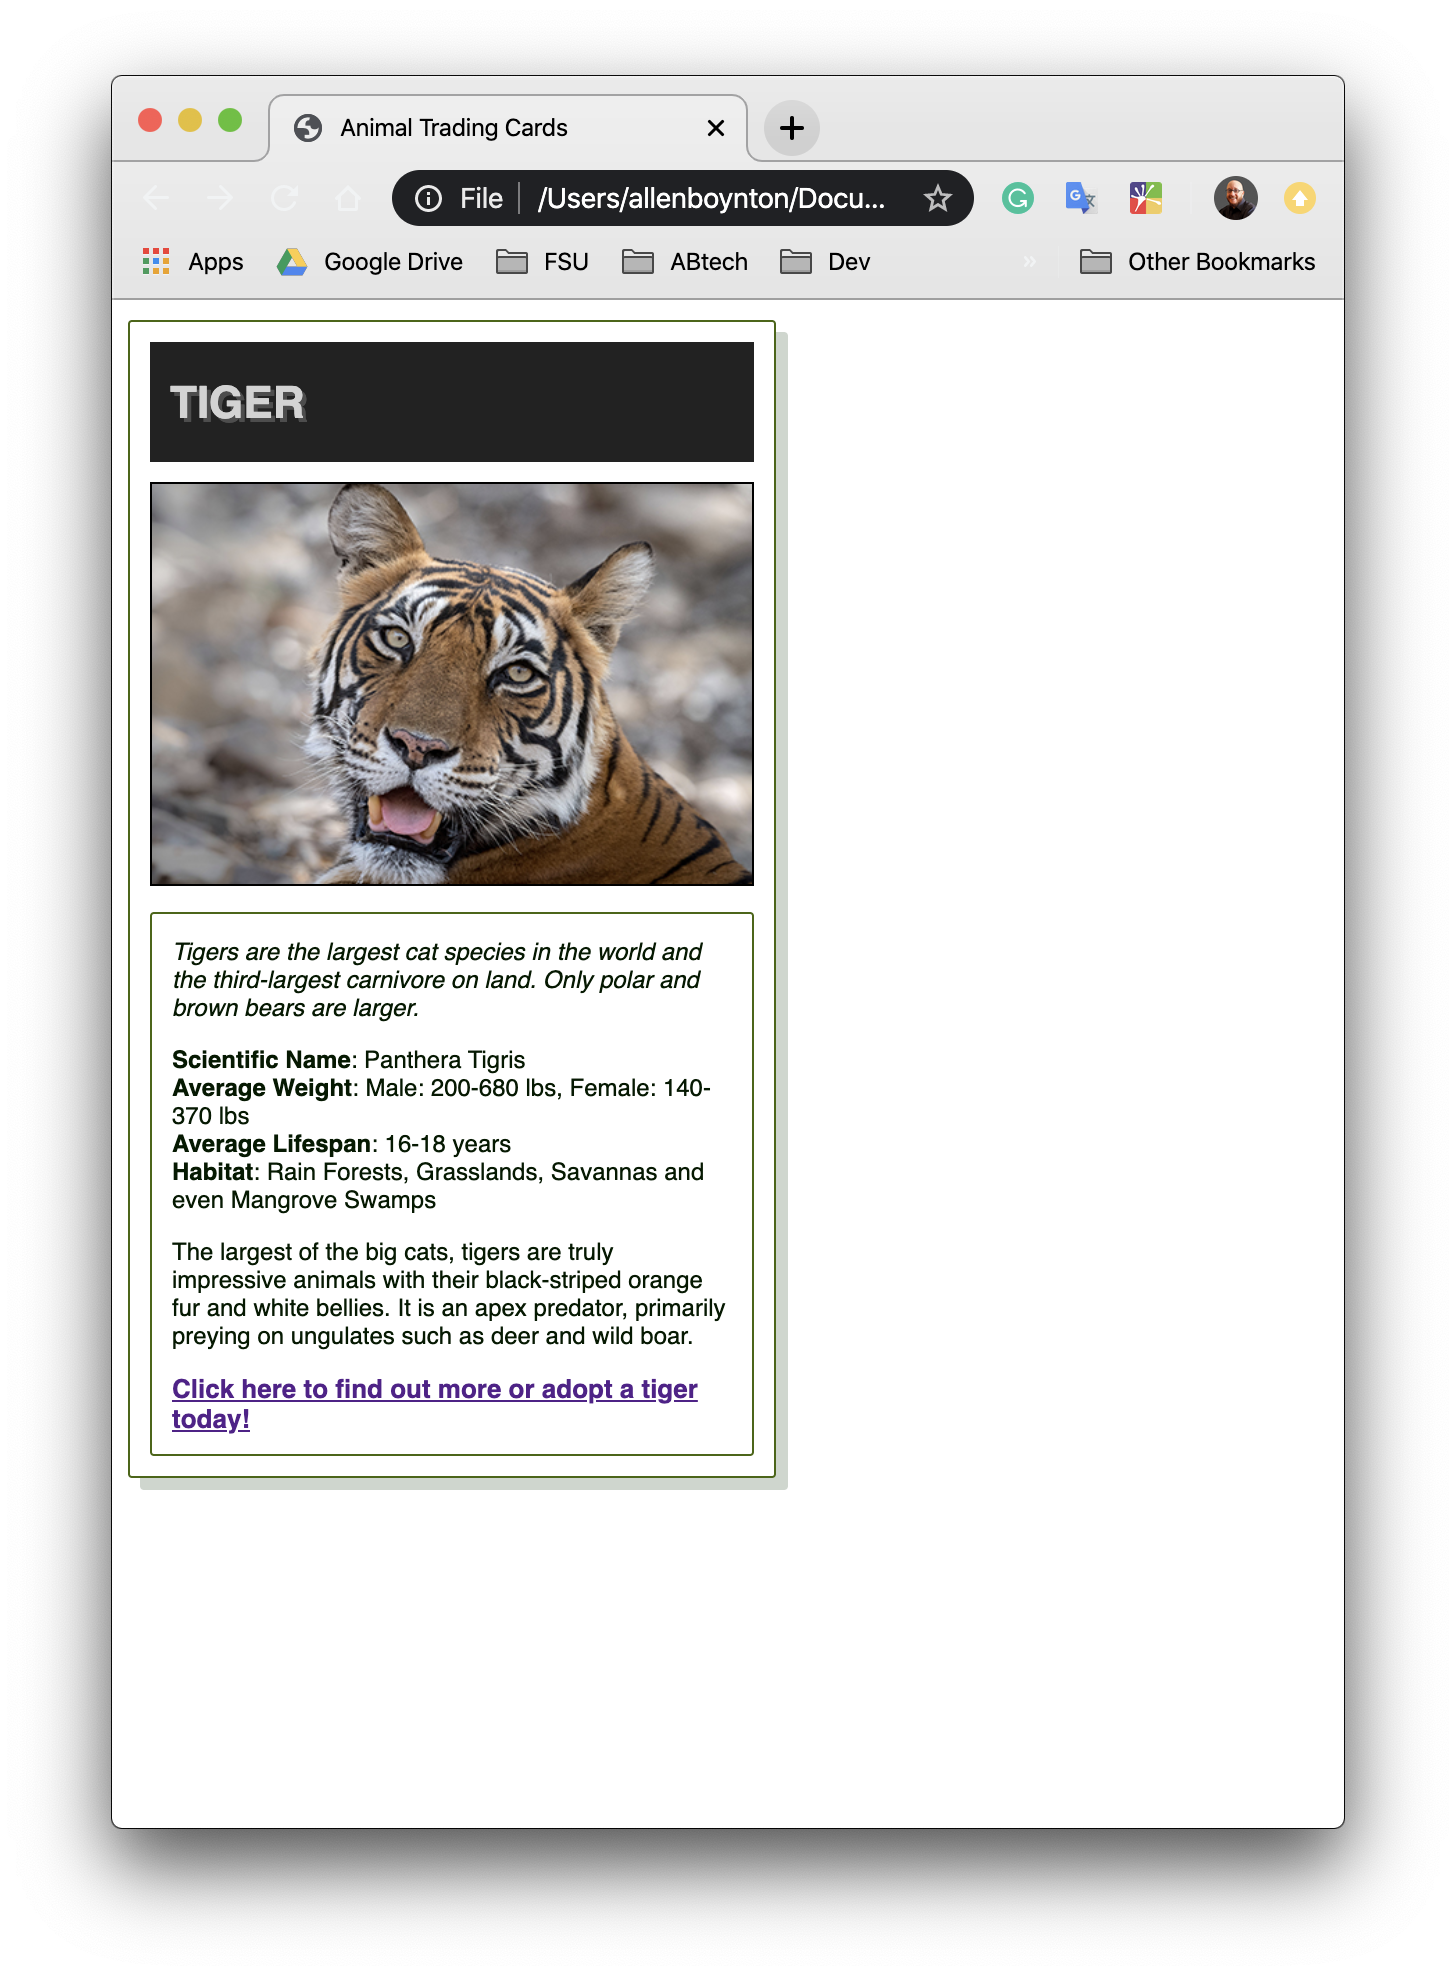 Animal Trading Cards
File
/Users/allenboynton/Docu...
Apps
Google Drive
FSU
ABtech
Dev
»
Other Bookmarks
TIGER
Tigers are the largest cat species in the world and
the third-largest carnivore on land. Only polar and
brown bears are larger.
Scientific Name: Panthera Tigris
Average Weight: Male: 200-680 lbs, Female: 140-
370 lbs
Average Lifespan: 16-18 years
Habitat: Rain Forests, Grasslands, Savannas and
even Mangrove Swamps
The largest of the big cats, tigers are truly
impressive animals with their black-striped orange
fur and white bellies. It is an apex predator, primarily
preying on ungulates such as deer and wild boar.
Click here to find out more or adopt a tiger
today!